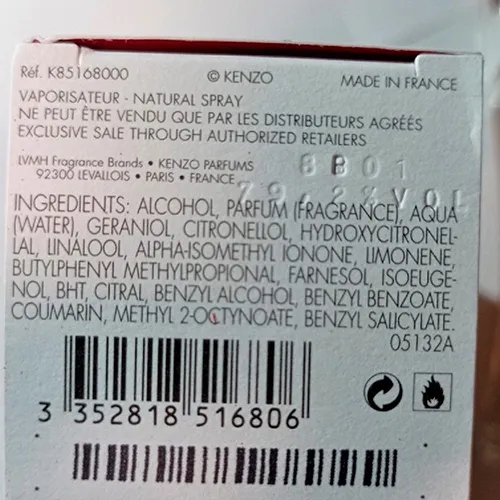 Réf. K85168000 © KENZO MADE IN FRANCE
VAPORISATEUR - NATURAL SPRAY
NE PEUT ÊTRE VENDU QUE PAR LES DISTRIBUTEURS AGRÉÉS
EXCLUSIVE SALE THROUGH AUTHORIZED RETAILERS
LVMH Fragrance Brands • KENZO PARFUMS
92300 LEVALLOIS • PARIS • FRANCE
8B01
INGREDIENTS: ALCOHOL, PARFUM (FRAGRANCE), AQUA
(WATER), GERANIOL, CITRONELLOL, HYDROXYCITRONEL-
LAL, LINALOOL, ALPHA-ISOMETHYL IONONE, LIMONENE,
BUTYLPHENYL METHYLPROPIONAL, FARNESOL, ISOEUGE-
NOL, BHT, CITRAL, BENZYL ALCOHOL, BENZYL BENZOATE,
COUMARIN, METHYL 2-OCTYNOATE, BENZYL SALICYLATE.
05132A
3 352818 516806